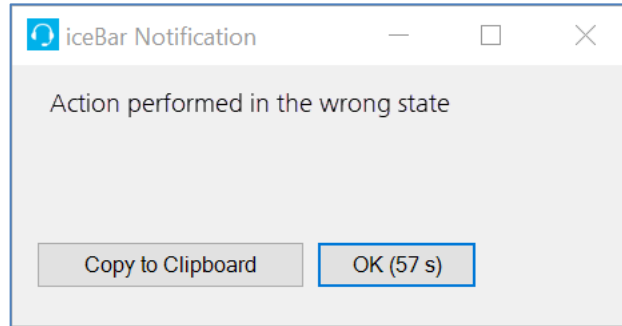 iceBar Notification
Action performed in the wrong state
Copy to Clipboard
OK (57 s)